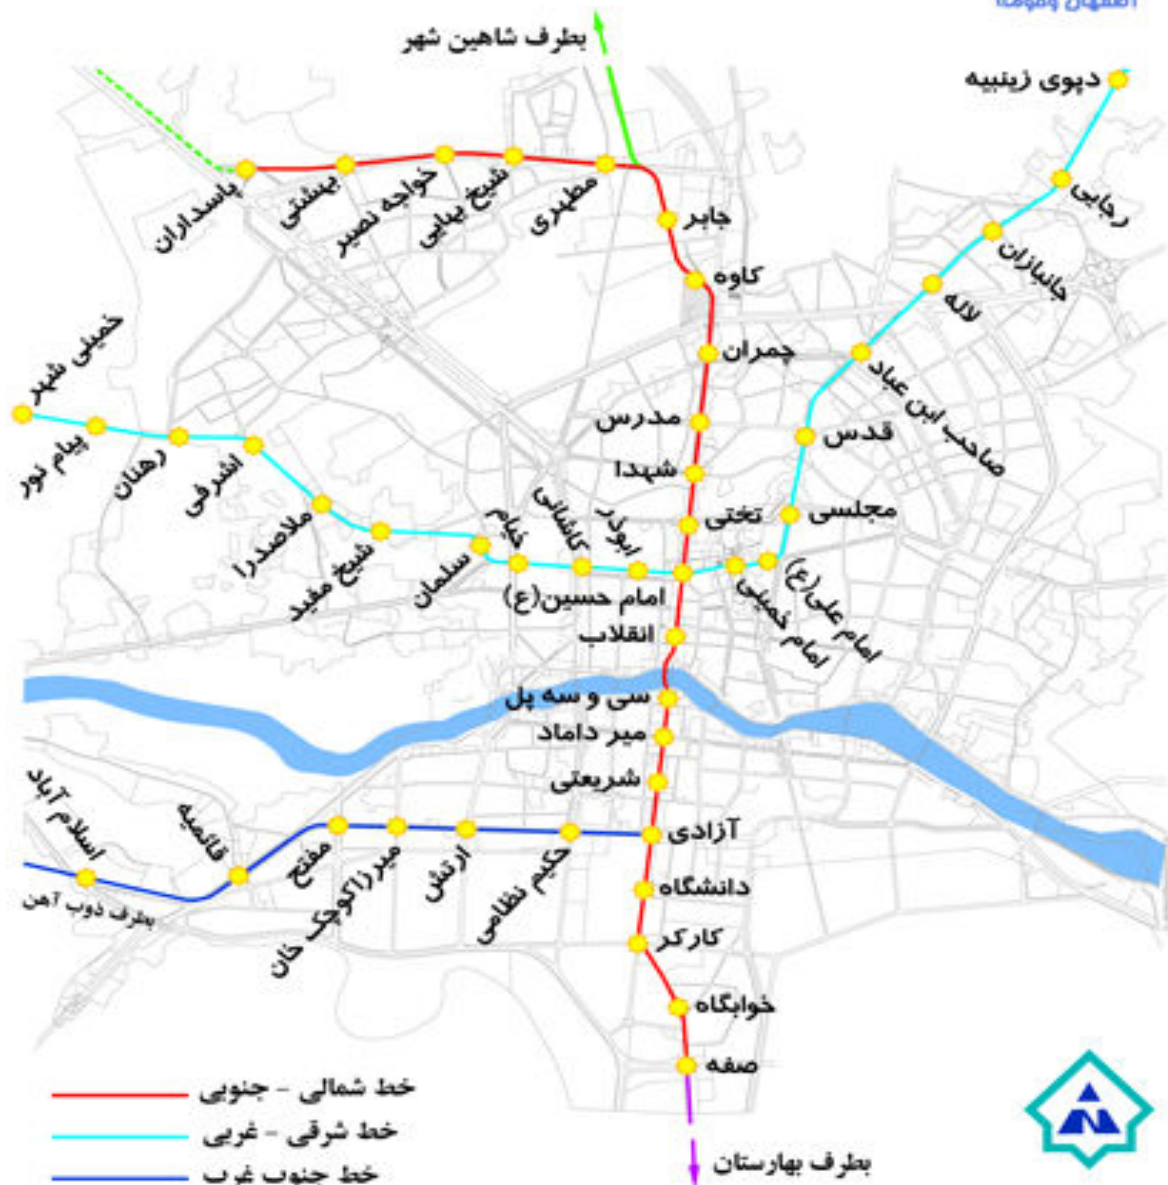 بطرف شاهین شهر
دپوی زینبیه
رجایی
جانبازان
لاله
صاحب ابن عباد
قدس
مجلسی
امام علی(ع)
امام خمینی
پاسداران
بهشتی
خواجه نصیر
شیخ بهایی
مطهری
جابر
کاوه
چمران
مدرس
شهدا
تختی
خمینی شهر
پیام نور
رهنان
اشرفی
ملاصدرا
شیخ مفید
سلمان
خیام
کاشانی
ابوذر
امام حسین(ع)
انقلاب
سی و سه پل
میر داماد
شریعتی
آزادی
دانشگاه
کارکر
خوابگاه
صفه
اسلام آباد
قائمیه
مفتح
میرزاکوچک خان
ارتش
حکیم نظامی
بطرف ذوب آهن
خط شمالی - جنوبی
خط شرقی - غربی
خط جنوب غرب
بطرف بهارستان